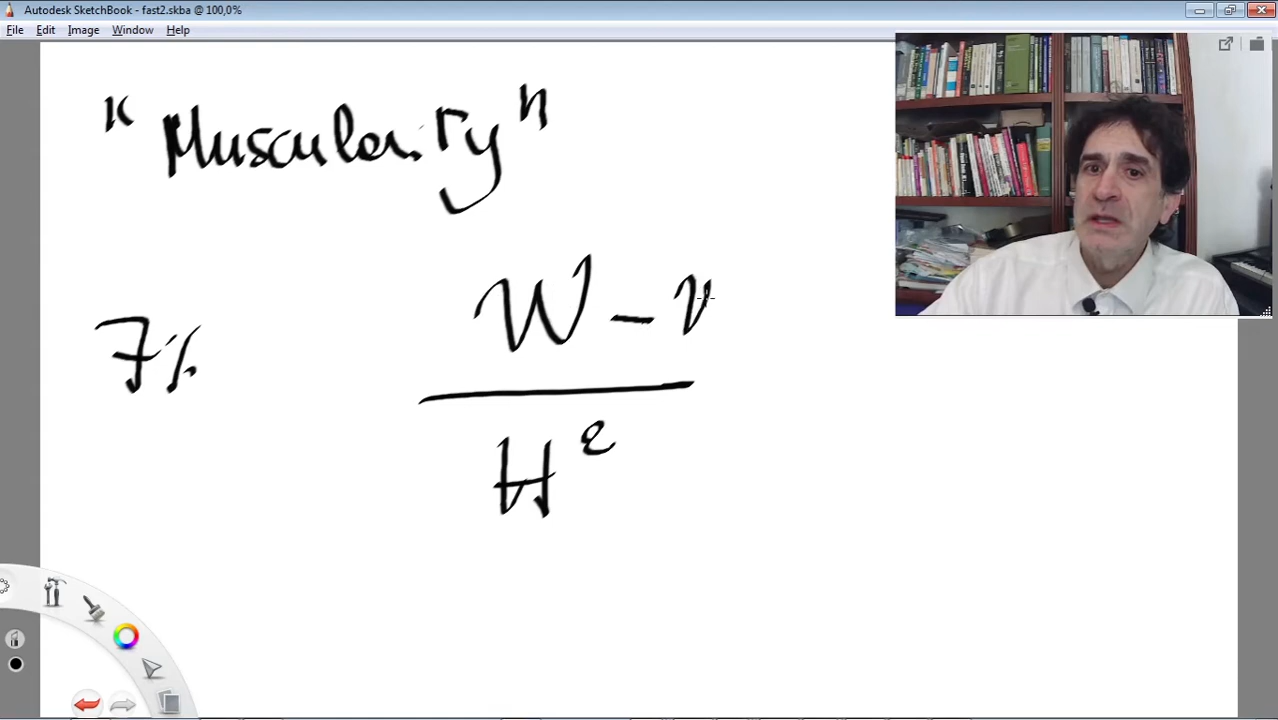 Autodesk SketchBook - fast2.skba @ 100,0%
File Edit Image Window Help
"Muscularity"
7%
W - W
H²